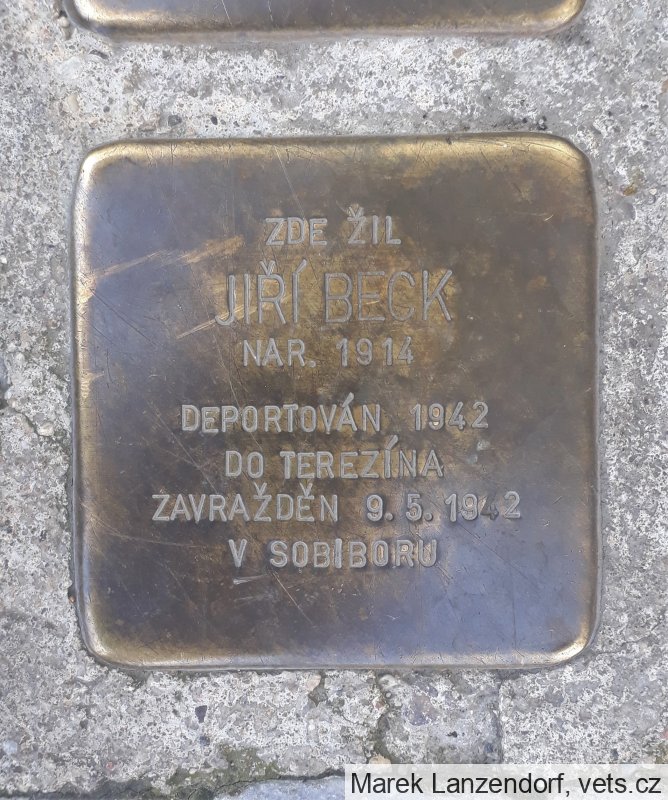 ZDE ŽIL
JIŘÍ BECK
NAR. 1914
DEPORTOVÁN 1942
DO TEREZÍNA
ZAVRAŽDĚN 9.5.1942
V SOBIBORU
Marek Lanzendorf, vets.cz